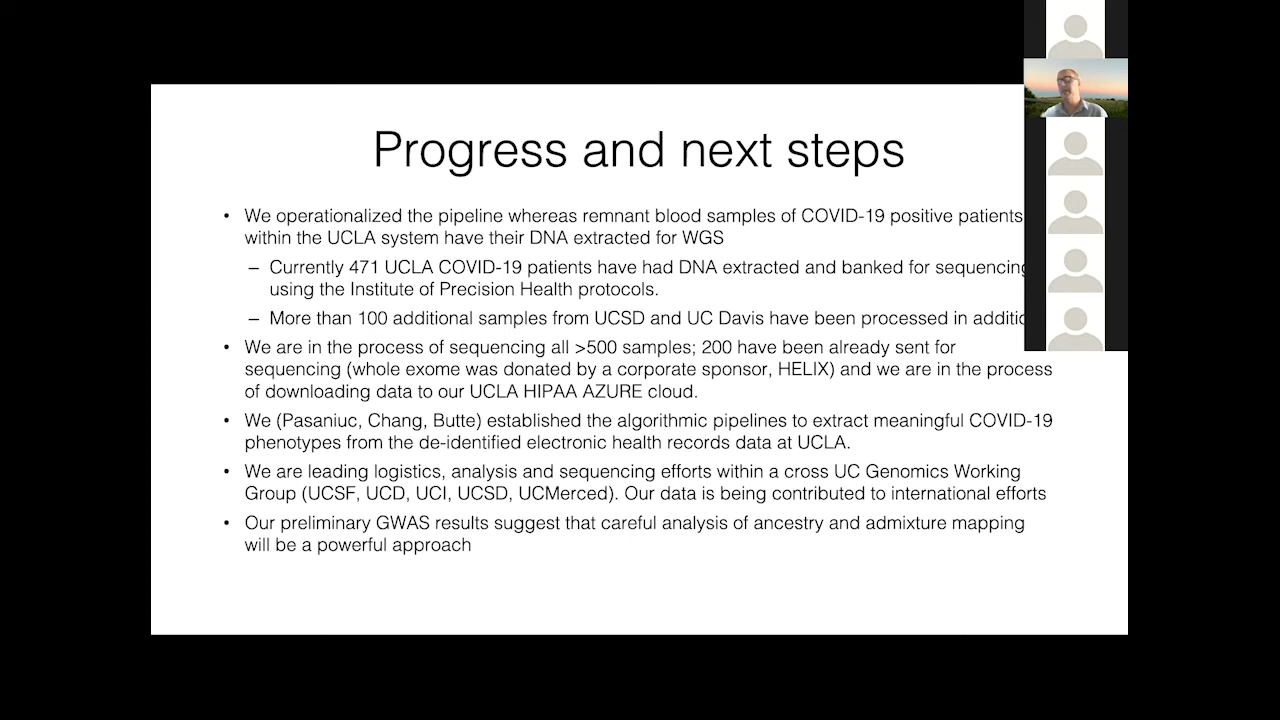 Progress and next steps
• We operationalized the pipeline whereas remnant blood samples of COVID-19 positive patients
within the UCLA system have their DNA extracted for WGS
– Currently 471 UCLA COVID-19 patients have had DNA extracted and banked for sequencing
using the Institute of Precision Health protocols.
– More than 100 additional samples from UCSD and UC Davis have been processed in
• We are in the process of sequencing all >500 samples; 200 have been already sent for
sequencing (whole exome was donated by a corporate sponsor, HELIX) and we are in the process
of downloading data to our UCLA HIPAA AZURE cloud.
• We (Pasaniuc, Chang, Butte) established the algorithmic pipelines to extract meaningful COVID-19
phenotypes from the de-identified electronic health records data at UCLA.
• We are leading logistics, analysis and sequencing efforts within a cross UC Genomics Working
Group (UCSF, UCD, UCI, UCSD, UCMerced). Our data is being contributed to international efforts
• Our preliminary GWAS results suggest that careful analysis of ancestry and admixture mapping
will be a powerful approach